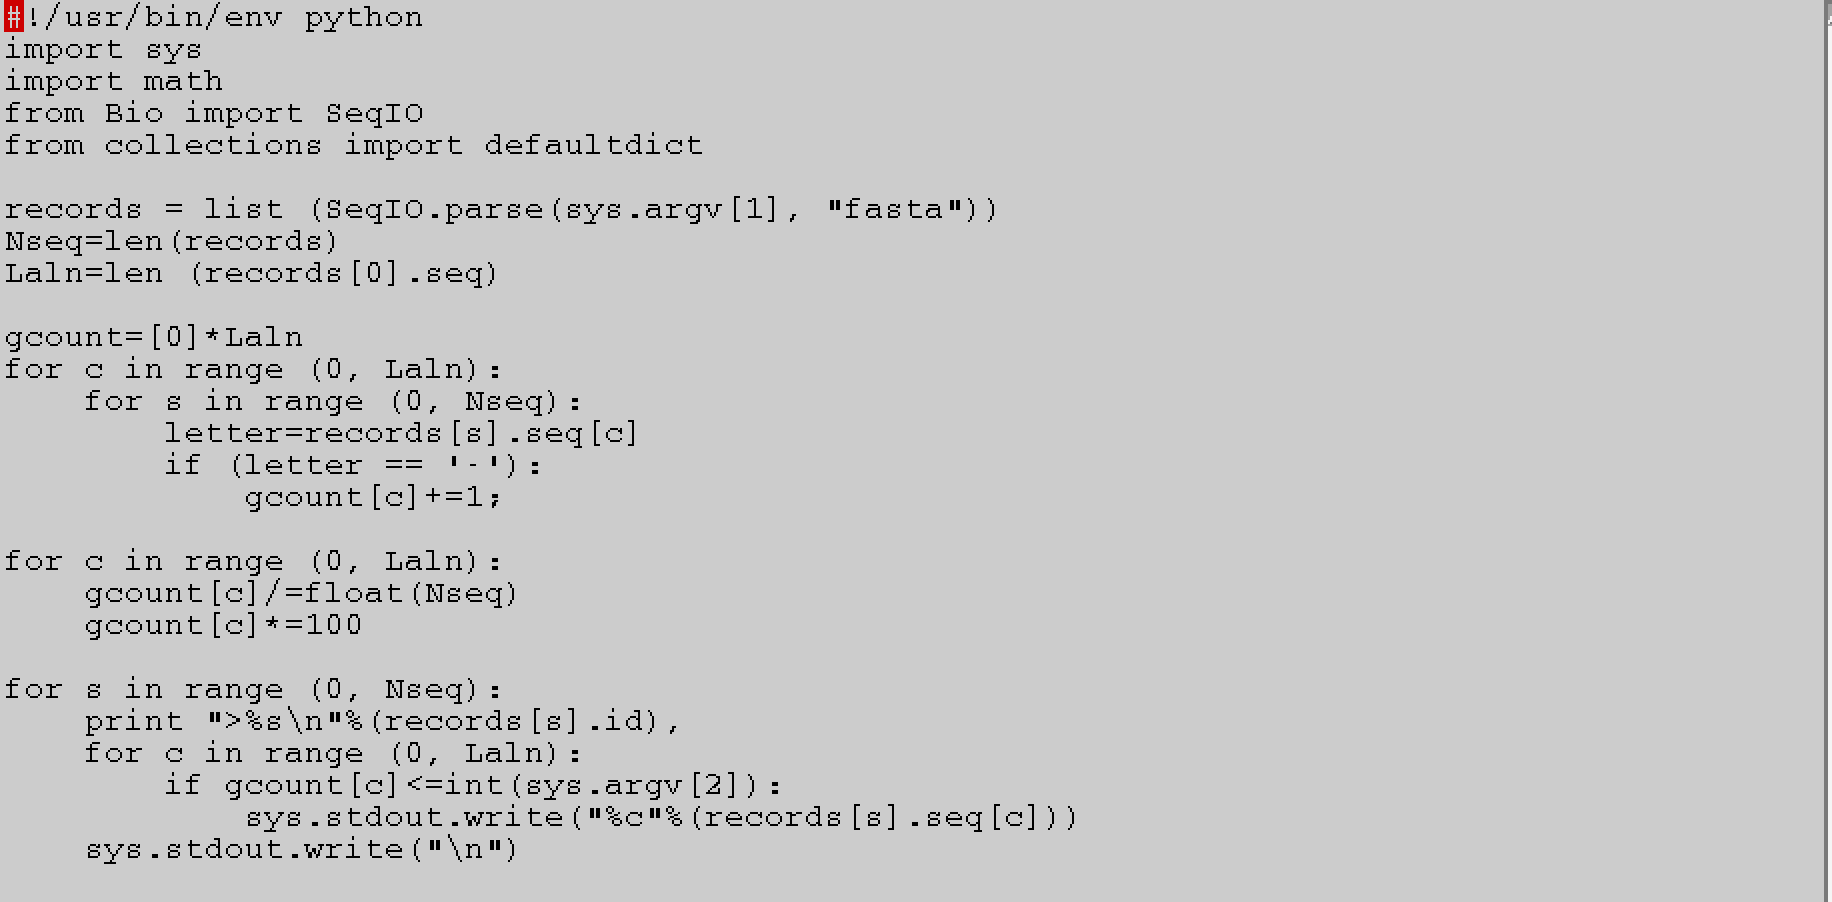 #!/usr/bin/env python
import sys
import math
from Bio import SeqIO
from collections import defaultdict

records = list (SeqIO.parse(sys.argv[1], "fasta"))
Nseq=len(records)
Laln=len (records[0].seq)

gcount=[0]*Laln
for c in range (0, Laln):
    for s in range (0, Nseq):
        letter=records[s].seq[c]
        if (letter == '-'):
            gcount[c]+=1;

for c in range (0, Laln):
    gcount[c]/=float(Nseq)
    gcount[c]*=100

for s in range (0, Nseq):
    print ">%s\n"%(records[s].id),
    for c in range (0, Laln):
        if gcount[c]<=int(sys.argv[2]):
            sys.stdout.write("%c"%(records[s].seq[c]))
    sys.stdout.write("\n")